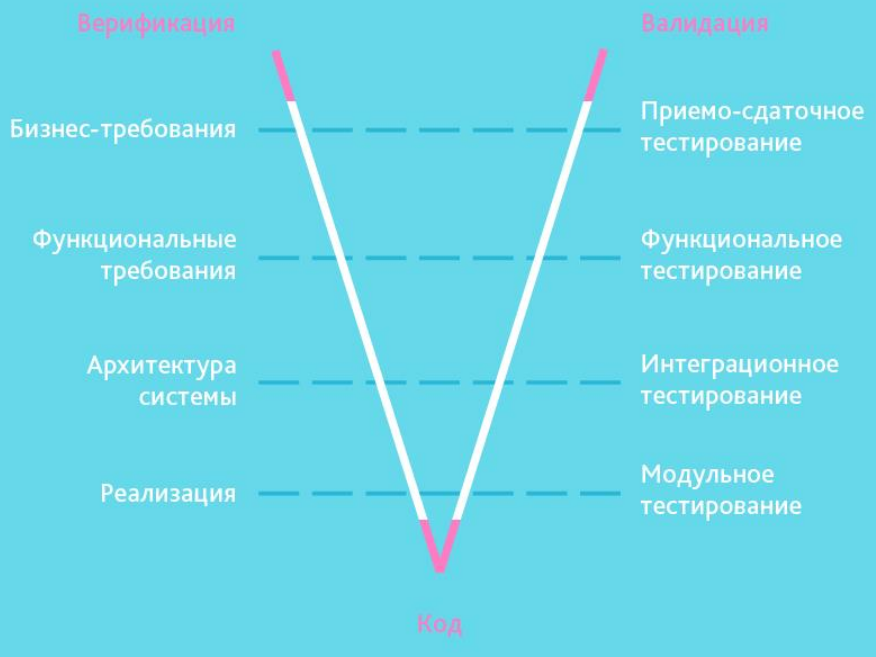 Верификация
Валидация
Бизнес-требования
Приемо-сдаточное
тестирование
Функциональные
требования
Функциональное
тестирование
Архитектура
системы
Интеграционное
тестирование
Реализация
Модульное
тестирование
Код